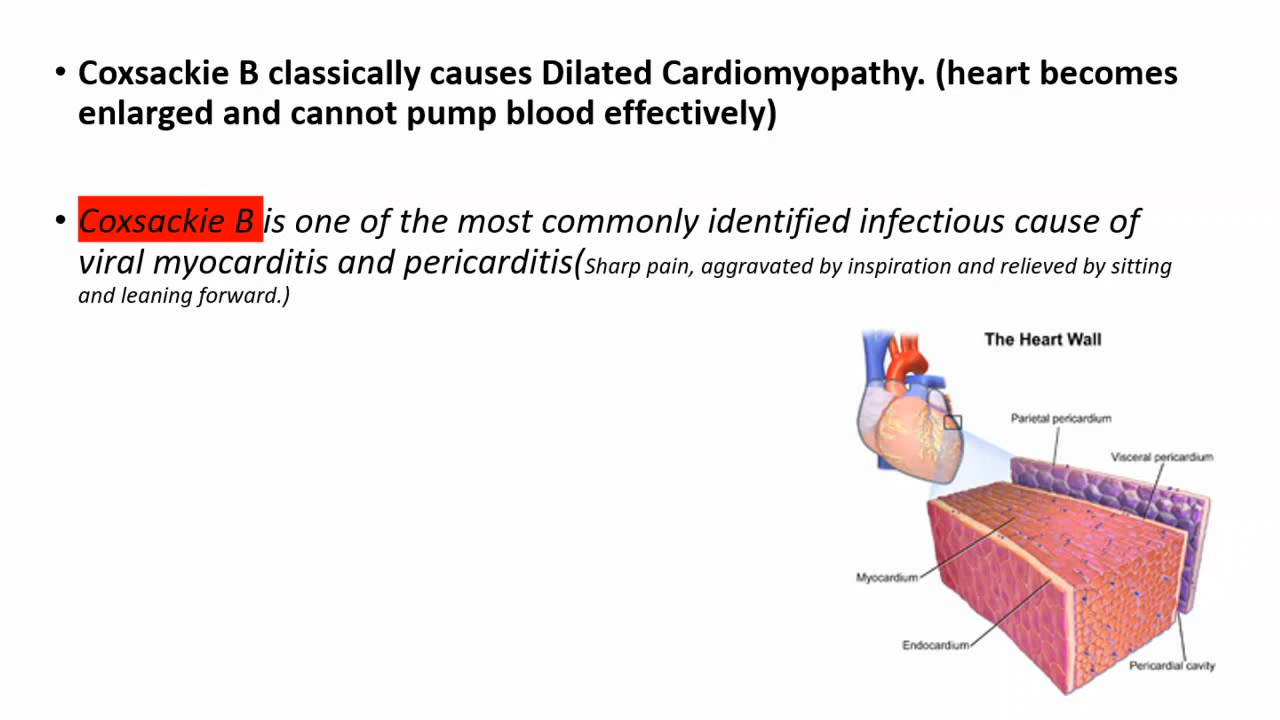 • Coxsackie B classically causes Dilated Cardiomyopathy. (heart becomes
enlarged and cannot pump blood effectively)
• Coxsackie B is one of the most commonly identified infectious cause of
viral myocarditis and pericarditis(Sharp pain, aggravated by inspiration and relieved by sitting
and leaning forward.)
The Heart Wall
Parietal pericardium
Visceral pericardium
Myocardium
Endocardium
Pericardial cavity